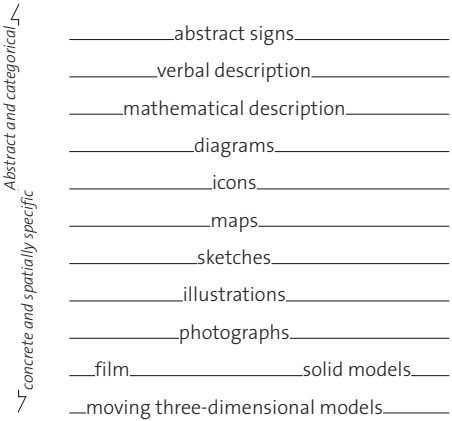 Abstract and categorical
concrete and spatially specific
abstract signs
verbal description
mathematical description
diagrams
icons
maps
sketches
illustrations
photographs
film solid models
moving three-dimensional models